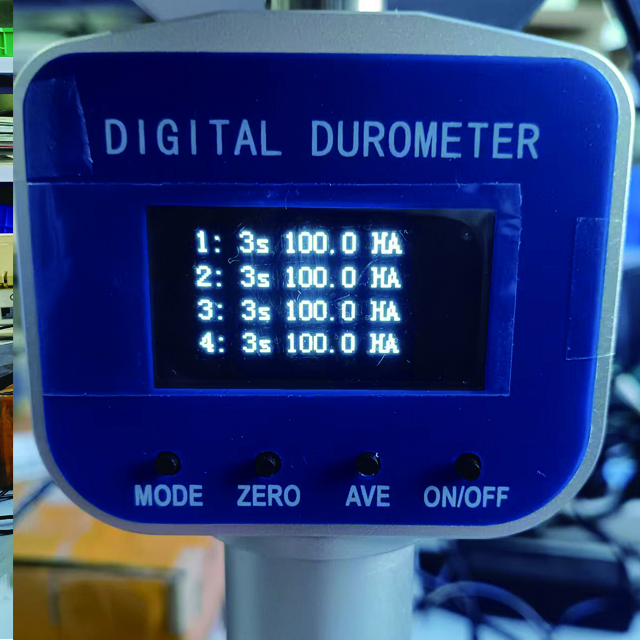 DIGITAL DUROMETER
1: 3s 100.0 HA
2: 3s 100.0 HA
3: 3s 100.0 HA
4: 3s 100.0 HA
MODE ZERO AVE ON/OFF